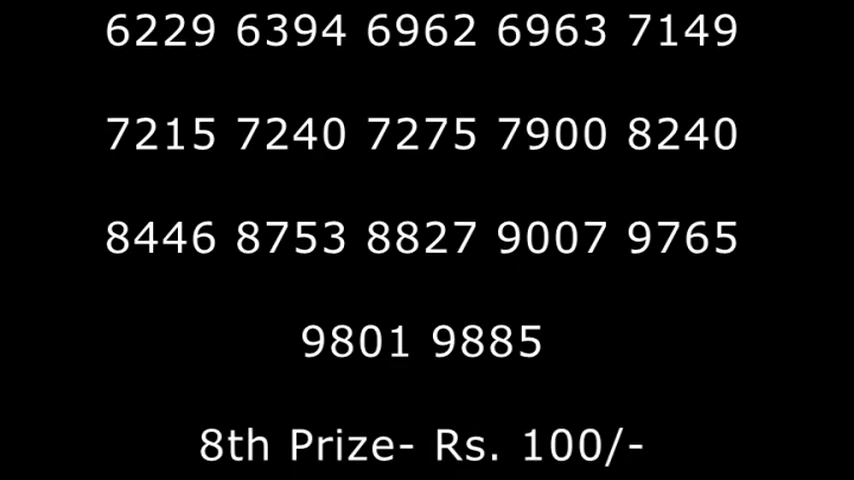 6229 6394 6962 6963 7149
7215 7240 7275 7900 8240
8446 8753 8827 9007 9765
9801 9885
8th Prize- Rs. 100/-